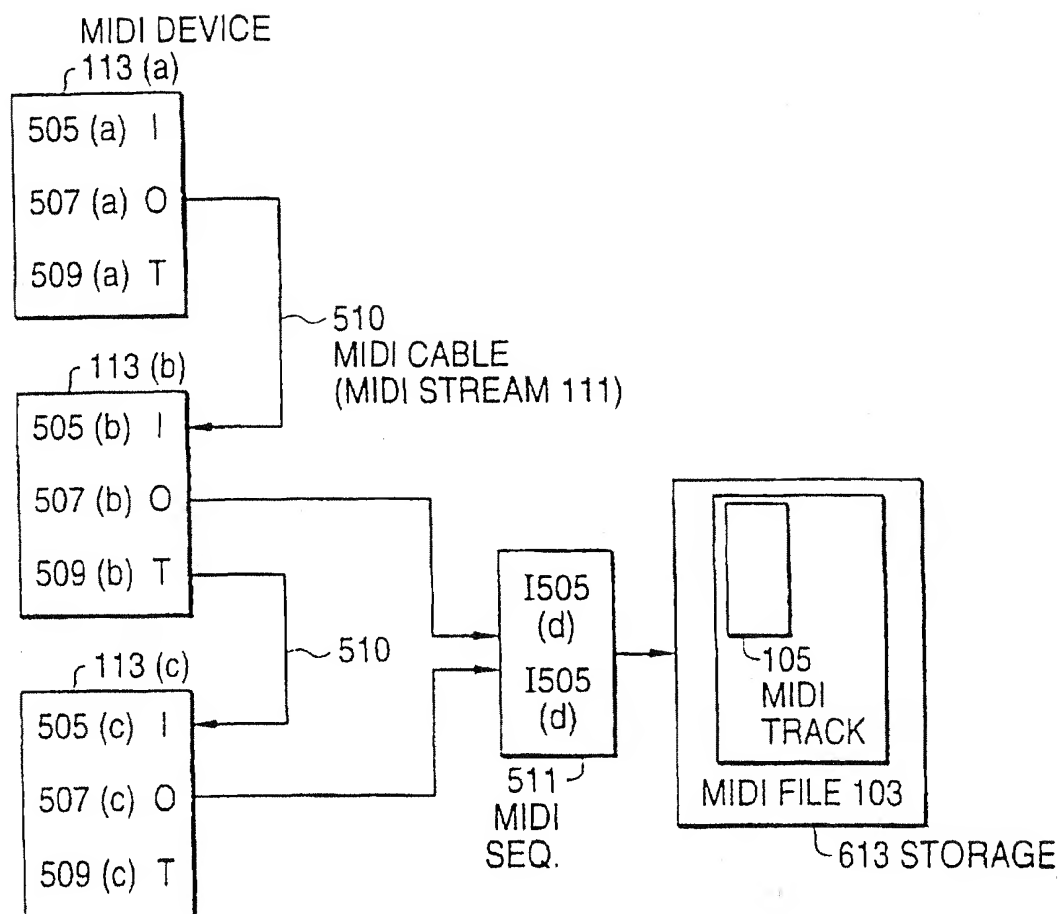 MIDI DEVICE
113 (a)
505 (a) I
507 (a) O
509 (a) T
510
MIDI CABLE
(MIDI STREAM 111)
113 (b)
505 (b) I
507 (b) O
509 (b) T
510
113 (c)
505 (c) I
507 (c) O
509 (c) T
I505
(d)
I505
(d)
511
MIDI
SEQ.
105
MIDI
TRACK
MIDI FILE 103
613 STORAGE